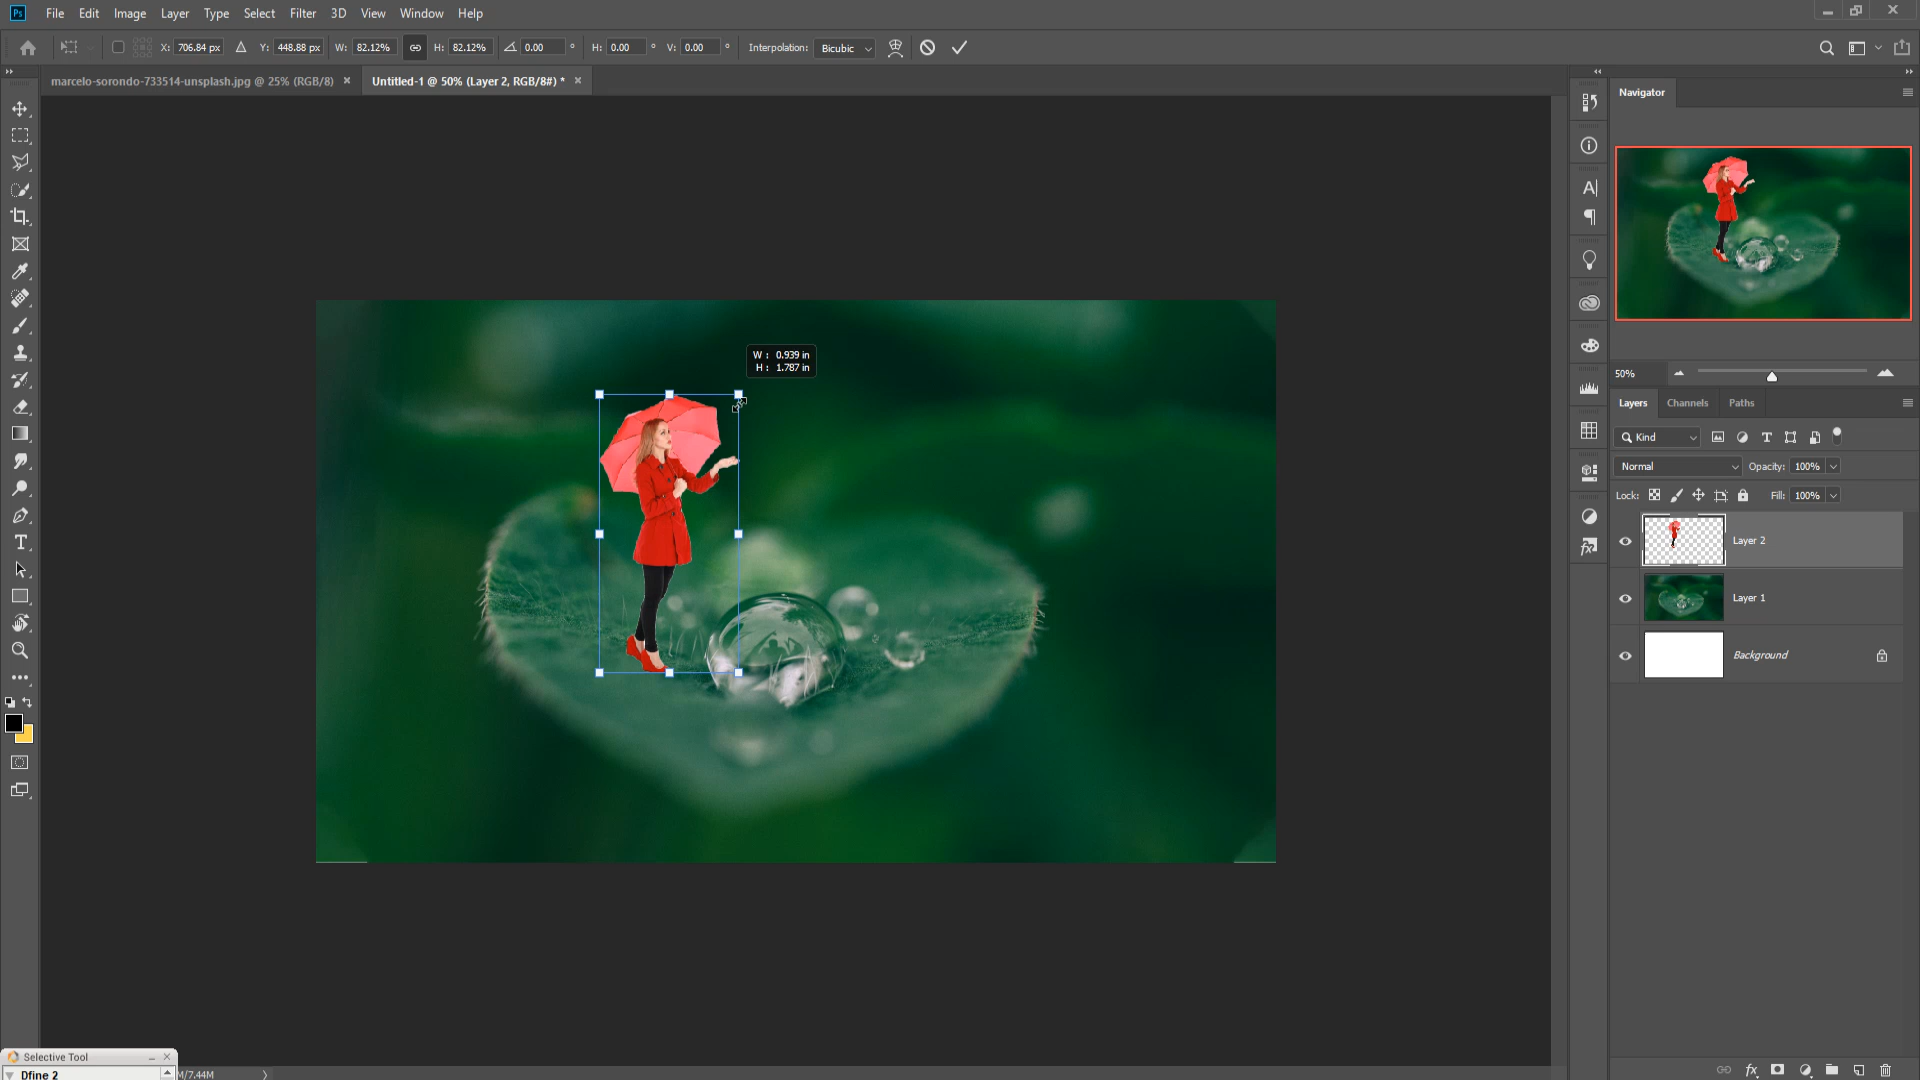 Ps File Edit Image Layer Type Select Filter 3D View Window Help
X: 706.84 px Y: 448.88 px W: 82.12% H: 82.12% 0.00 ° H: 0.00 ° V: 0.00 ° Interpolation: Bicubic
marcelo-sorondo-733514-unsplash.jpg @ 25% (RGB/8) × Untitled-1 @ 50% (Layer 2, RGB/8#) * ×
Navigator
W : 0.939 in
H : 1.787 in
50%
Layers Channels Paths
Kind
Normal Opacity: 100%
Lock: Fill: 100%
Layer 2
Layer 1
Background
Selective Tool
Dfine 2
M/7.44M